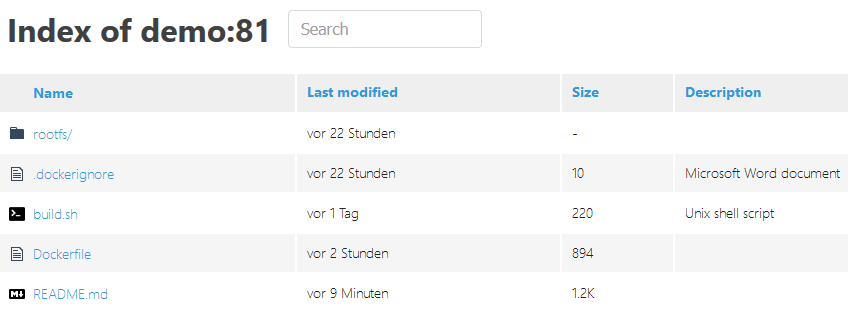 Index of demo:81 Search
Name Last modified Size Description
rootfs/ vor 22 Stunden -
.dockerignore vor 22 Stunden 10 Microsoft Word document
build.sh vor 1 Tag 220 Unix shell script
Dockerfile vor 2 Stunden 894
README.md vor 9 Minuten 1.2K